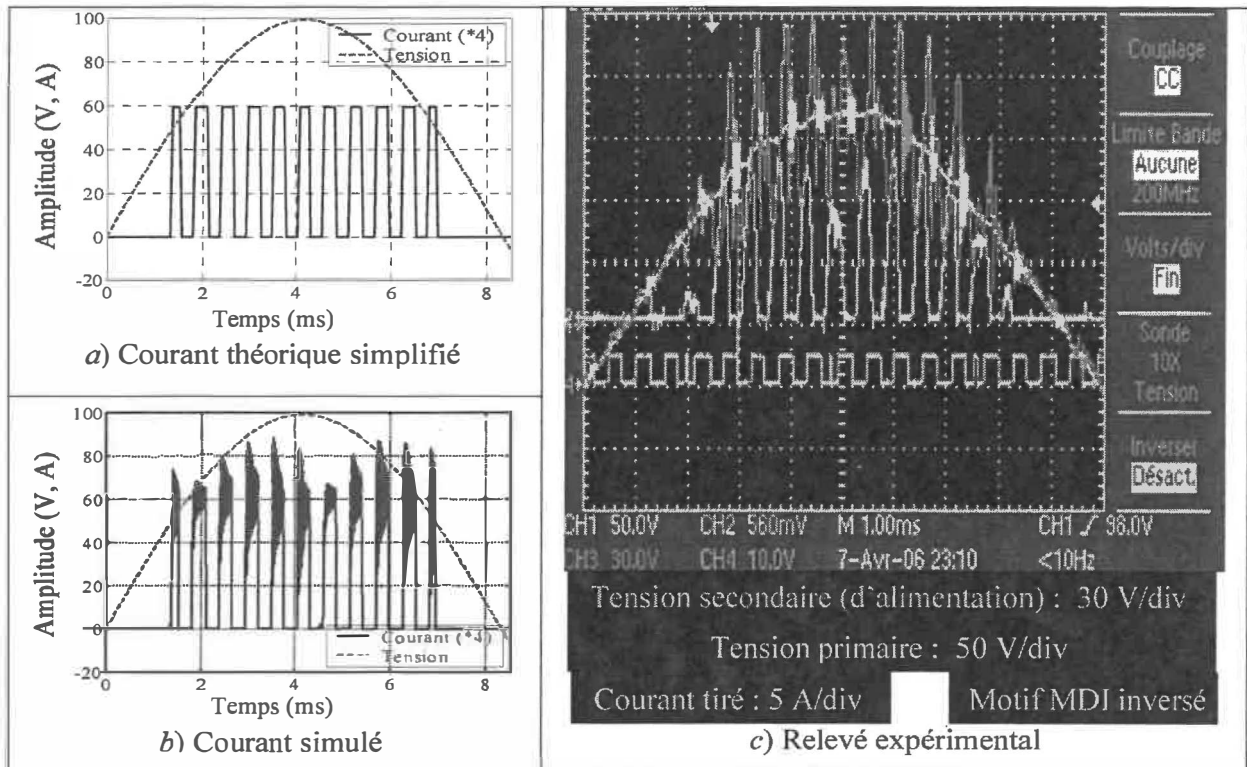 100
80
60
40
20
0
-20
Amplitude (V, A)
Courant (*4)
Tension
0
2
4
6
8
Temps (ms)
a) Courant théorique simplifié
100
80
60
40
20
0
-20
Amplitude (V, A)
Courant (*4)
Tension
0
2
4
6
8
Temps (ms)
b) Courant simulé
Couplage
CC
Limite Bande
Aucune
200MHz
Volts/div
Fin
Sonde
10X
Tension
Inverser
Désact.
CH1 50.0V CH2 560mV M 1.00ms CH1 96.0V
CH3 30.0V CH4 10.0V 7-Avr-06 23:10 <10Hz
Tension secondaire (d'alimentation) : 30 V/div
Tension primaire : 50 V/div
Courant tiré : 5 A/div
Motif MDI inversé
c) Relevé expérimental